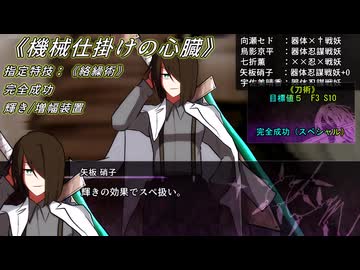 《機械仕掛けの心臓》
指定特技：《絡繰術》
完全成功
輝き/増幅装置
向瀬セド：器体×†戦妖
烏影京平：器体忍謀戦妖
七折薫：××忍×戦妖
矢板硝子：器体忍謀戦妖+0
《刀術》
目標値５ F3 S10
完全成功（スペシャル）
矢板 硝子
輝きの効果でスペ扱い。